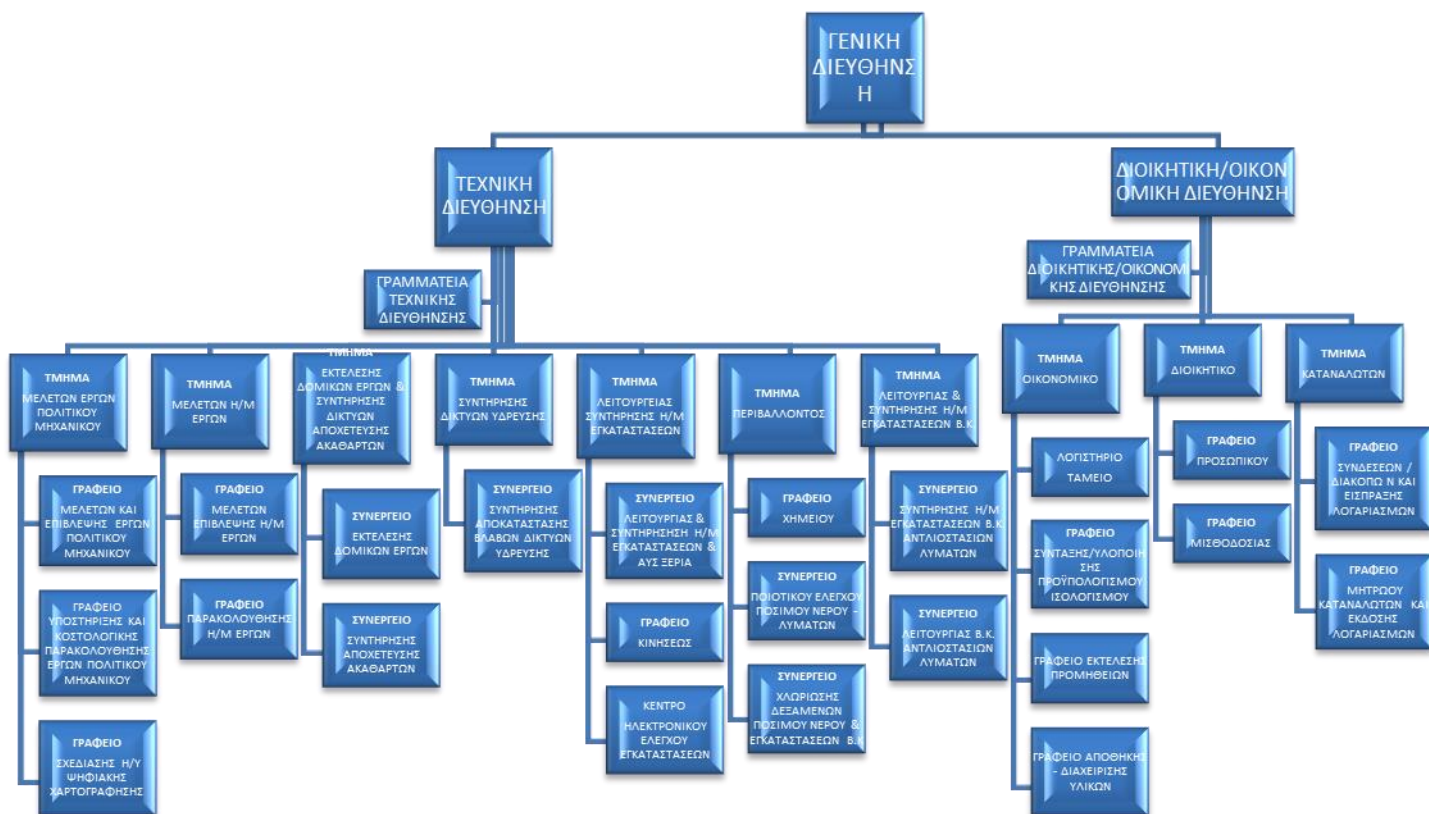 ΓΕΝΙΚΗ
ΔΙΕΥΘΗΝΣ
Η
ΤΕΧΝΙΚΗ
ΔΙΕΥΘΗΝΣΗ
ΔΙΟΙΚΗΤΙΚΗ/ΟΙΚΟΝ
ΟΜΙΚΗ ΔΙΕΥΘΗΝΣΗ
ΓΡΑΜΜΑΤΕΙΑ
ΤΕΧΝΙΚΗΣ
ΔΙΕΥΘΗΝΣΗΣ
ΓΡΑΜΜΑΤΕΙΑ
ΔΙΟΙΚΗΤΙΚΗΣ/ΟΙΚΟΝΟΜΙ
ΚΗΣ ΔΙΕΥΘΗΝΣΗΣ
ΤΜΗΜΑ
ΜΕΛΕΤΩΝ ΕΡΓΩΝ
ΠΟΛΙΤΙΚΟΥ
ΜΗΧΑΝΙΚΟΥ
ΓΡΑΦΕΙΟ
ΜΕΛΕΤΩΝ ΚΑΙ
ΕΠΙΒΛΕΨΗΣ ΕΡΓΩΝ
ΠΟΛΙΤΙΚΟΥ
ΜΗΧΑΝΙΚΟΥ
ΓΡΑΦΕΙΟ
ΥΠΟΣΤΗΡΙΞΗΣ ΚΑΙ
ΚΟΣΤΟΛΟΓΙΚΗΣ
ΠΑΡΑΚΟΛΟΥΘΗΣΗΣ
ΕΡΓΩΝ ΠΟΛΙΤΙΚΟΥ
ΜΗΧΑΝΙΚΟΥ
ΓΡΑΦΕΙΟ
ΣΧΕΔΙΑΣΗΣ Η/Υ
ΨΗΦΙΑΚΗΣ
ΧΑΡΤΟΓΡΑΦΗΣΗΣ
ΤΜΗΜΑ
ΜΕΛΕΤΩΝ Η/Μ
ΕΡΓΩΝ
ΓΡΑΦΕΙΟ
ΜΕΛΕΤΩΝ
ΕΠΙΒΛΕΨΗΣ Η/Μ
ΕΡΓΩΝ
ΓΡΑΦΕΙΟ
ΠΑΡΑΚΟΛΟΥΘΗΣΗΣ
Η/Μ ΕΡΓΩΝ
ΤΜΗΜΑ
ΕΚΤΕΛΕΣΗΣ
ΔΟΜΙΚΩΝ ΕΡΓΩΝ &
ΣΥΝΤΗΡΗΣΗΣ
ΔΙΚΤΥΩΝ
ΑΠΟΧΕΤΕΥΣΗΣ
ΑΚΑΘΑΡΤΩΝ
ΣΥΝΕΡΓΕΙΟ
ΕΚΤΕΛΕΣΗΣ
ΔΟΜΙΚΩΝ ΕΡΓΩΝ
ΣΥΝΕΡΓΕΙΟ
ΣΥΝΤΗΡΗΣΗΣ
ΑΠΟΧΕΤΕΥΣΗΣ
ΑΚΑΘΑΡΤΩΝ
ΤΜΗΜΑ
ΣΥΝΤΗΡΗΣΗΣ
ΔΙΚΤΥΩΝ ΥΔΡΕΥΣΗΣ
ΣΥΝΕΡΓΕΙΟ
ΣΥΝΤΗΡΗΣΗΣ
ΑΠΟΚΑΤΑΣΤΑΣΗΣ
ΒΛΑΒΩΝ ΔΙΚΤΥΩΝ
ΥΔΡΕΥΣΗΣ
ΤΜΗΜΑ
ΛΕΙΤΟΥΡΓΕΙΑΣ
ΣΥΝΤΗΡΗΣΗΣ Η/Μ
ΕΓΚΑΤΑΣΤΑΣΕΩΝ
ΣΥΝΕΡΓΕΙΟ
ΛΕΙΤΟΥΡΓΙΑΣ &
ΣΥΝΤΗΡΗΣΗΣΗ Η/Μ
ΕΓΚΑΤΑΣΤΑΣΕΩΝ &
ΑΥΣ ΞΕΡΙΑ
ΓΡΑΦΕΙΟ
ΚΙΝΗΣΕΩΣ
ΚΕΝΤΡΟ
ΗΛΕΚΤΡΟΝΙΚΟΥ
ΕΛΕΓΧΟΥ
ΕΓΚΑΤΑΣΤΑΣΕΩΝ
ΤΜΗΜΑ
ΠΕΡΙΒΑΛΛΟΝΤΟΣ
ΓΡΑΦΕΙΟ
ΧΗΜΕΙΟΥ
ΣΥΝΕΡΓΕΙΟ
ΠΟΙΟΤΙΚΟΥ ΕΛΕΓΧΟΥ
ΠΟΣΙΜΟΥ ΝΕΡΟΥ -
ΛΥΜΑΤΩΝ
ΣΥΝΕΡΓΕΙΟ
ΧΛΩΡΙΩΣΗΣ
ΔΕΞΑΜΕΝΩΝ
ΠΟΣΙΜΟΥ ΝΕΡΟΥ &
ΕΓΚΑΤΑΣΤΑΣΕΩΝ Β.Κ
ΤΜΗΜΑ
ΛΕΙΤΟΥΡΓΙΑΣ &
ΣΥΝΤΗΡΗΣΗΣ Η/Μ
ΕΓΚΑΤΑΣΤΑΣΕΩΝ Β.Κ.
ΣΥΝΕΡΓΕΙΟ
ΣΥΝΤΗΡΗΣΗΣ Η/Μ
ΕΓΚΑΤΑΣΤΑΣΕΩΝ Β.Κ.
ΑΝΤΛΙΟΣΤΑΣΙΩΝ
ΛΥΜΑΤΩΝ
ΣΥΝΕΡΓΕΙΟ
ΛΕΙΤΟΥΡΓΙΑΣ Β.Κ.
ΑΝΤΛΙΟΣΤΑΣΙΩΝ
ΛΥΜΑΤΩΝ
ΤΜΗΜΑ
ΟΙΚΟΝΟΜΙΚΟ
ΛΟΓΙΣΤΗΡΙΟ
ΤΑΜΕΙΟ
ΓΡΑΦΕΙΟ
ΣΥΝΤΑΞΗΣ/ΥΛΟΠΟΙΗ
ΣΗΣ
ΠΡΟΫΠΟΛΟΓΙΣΜΟΥ
ΙΣΟΛΟΓΙΣΜΟΥ
ΓΡΑΦΕΙΟ ΕΚΤΕΛΕΣΗΣ
ΠΡΟΜΗΘΕΙΩΝ
ΓΡΑΦΕΙΟ ΑΠΟΘΗΚΗΣ
- ΔΙΑΧΕΙΡΙΣΗΣ
ΥΛΙΚΩΝ
ΤΜΗΜΑ
ΔΙΟΙΚΗΤΙΚΟ
ΓΡΑΦΕΙΟ
ΠΡΟΣΩΠΙΚΟΥ
ΓΡΑΦΕΙΟ
ΜΙΣΘΟΔΟΣΙΑΣ
ΤΜΗΜΑ
ΚΑΤΑΝΑΛΩΤΩΝ
ΓΡΑΦΕΙΟ
ΣΥΝΔΕΣΕΩΝ /
ΔΙΑΚΟΠΩ Ν ΚΑΙ
ΕΙΣΠΡΑΞΗΣ
ΛΟΓΑΡΙΑΣΜΩΝ
ΓΡΑΦΕΙΟ
ΜΗΤΡΩΟΥ
ΚΑΤΑΝΑΛΩΤΩΝ ΚΑΙ
ΕΚΔΟΣΗΣ
ΛΟΓΑΡΙΑΣΜΩΝ